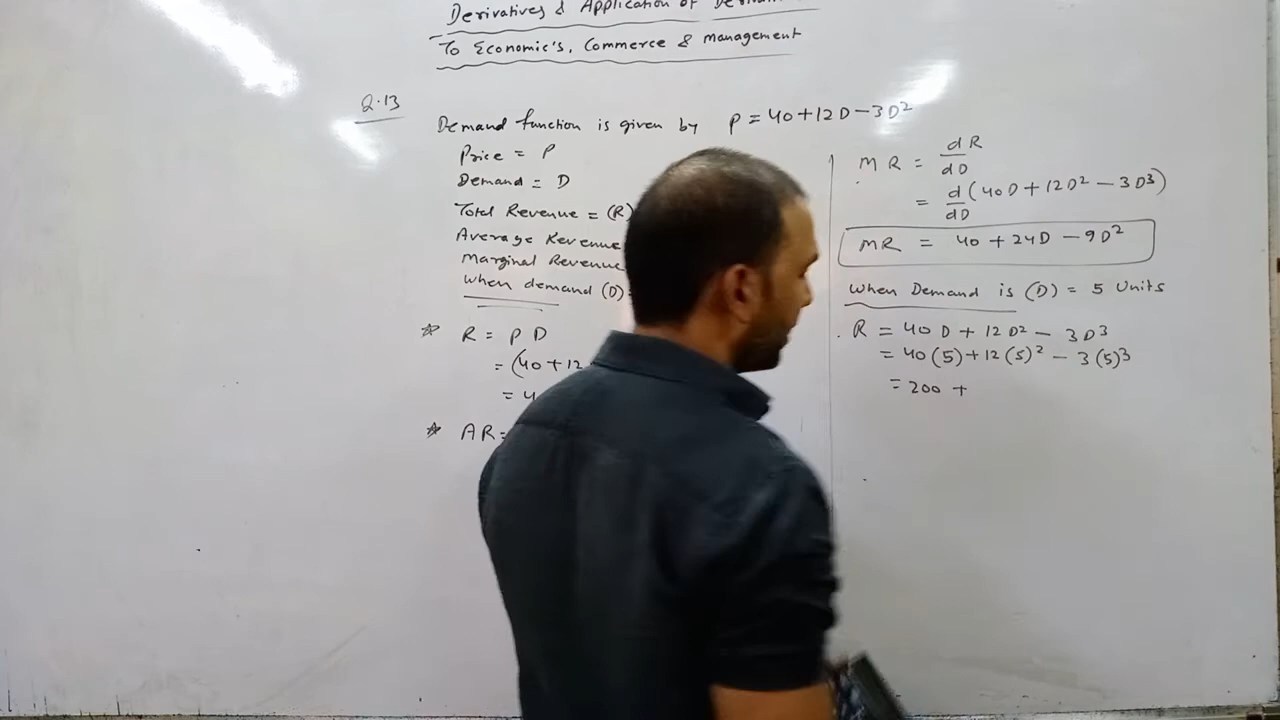 Derivatives & Application of
To Economic's, Commerce & Management
Q.13
Demand function is given by P = 40+12D-3D²
Price = P
Demand = D
Total Revenue = (R)
Average Revenue
Marginal Revenue
When demand (D)
☆ R = P D
= (40+12
= 4
☆ AR=
MR = dR/dD
= d/dD (40D+12D² - 3D³)
MR = 40 + 24D - 9D²
When Demand is (D) = 5 Units
R = 40D + 12D² - 3D³
= 40(5)+12(5)² - 3(5)³
= 200 +